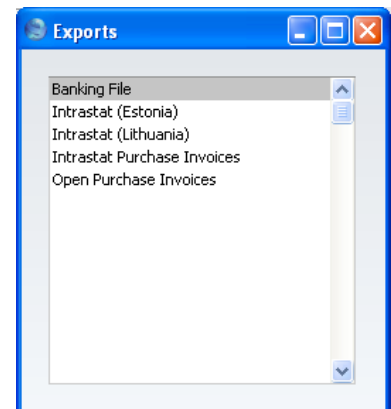 Exports
Banking File
Intrastat (Estonia)
Intrastat (Lithuania)
Intrastat Purchase Invoices
Open Purchase Invoices